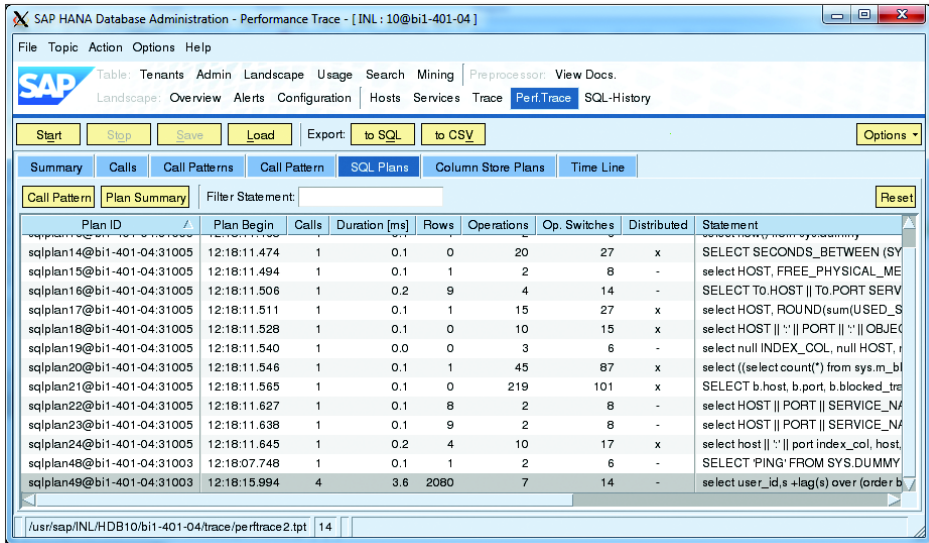 SAP HANA Database Administration - Performance Trace - [ INL : 10@bi1-401-04 ]
File Topic Action Options Help
SAP
Table: Tenants Admin Landscape Usage Search Mining Preprocessor: View Docs.
Landscape: Overview Alerts Configuration Hosts Services Trace Perf.Trace SQL-History
Start Stop Save Load Export: to SQL to CSV Options
Summary Calls Call Patterns Call Pattern SQL Plans Column Store Plans Time Line
Call Pattern Plan Summary Filter Statement: Reset
Plan ID Plan Begin Calls Duration [ms] Rows Operations Op. Switches Distributed Statement
sqlplan14@bi1-401-04:31005 12:18:11.474 1 0.1 0 20 27 x SELECT SECONDS_BETWEEN (SY
sqlplan15@bi1-401-04:31005 12:18:11.494 1 0.1 1 2 8 - select HOST, FREE_PHYSICAL_ME
sqlplan16@bi1-401-04:31005 12:18:11.506 1 0.2 9 4 14 - SELECT T0.HOST || T0.PORT SERV
sqlplan17@bi1-401-04:31005 12:18:11.511 1 0.1 1 15 27 x select HOST, ROUND(sum(USED_S
sqlplan18@bi1-401-04:31005 12:18:11.528 1 0.1 0 10 15 x select HOST || ':' || PORT || ':' || OBJEC
sqlplan19@bi1-401-04:31005 12:18:11.540 1 0.0 0 3 6 - select null INDEX_COL, null HOST, r
sqlplan20@bi1-401-04:31005 12:18:11.546 1 0.1 1 45 87 x select ((select count(*) from sys.m_bl
sqlplan21@bi1-401-04:31005 12:18:11.565 1 0.1 0 219 101 x SELECT b.host, b.port, b.blocked_tra
sqlplan22@bi1-401-04:31005 12:18:11.627 1 0.1 8 2 8 - select HOST || PORT || SERVICE_NA
sqlplan23@bi1-401-04:31005 12:18:11.638 1 0.1 9 2 8 - select HOST || PORT || SERVICE_NA
sqlplan24@bi1-401-04:31005 12:18:11.645 1 0.2 4 10 17 x select host || ':' || port index_col, host,
sqlplan48@bi1-401-04:31003 12:18:07.748 1 0.1 1 2 6 - SELECT 'PING' FROM SYS.DUMMY
sqlplan49@bi1-401-04:31003 12:18:15.994 4 3.6 2080 7 14 - select user_id,s +lag(s) over (order b
/usr/sap/INL/HDB10/bi1-401-04/trace/perftrace2.tpt 14